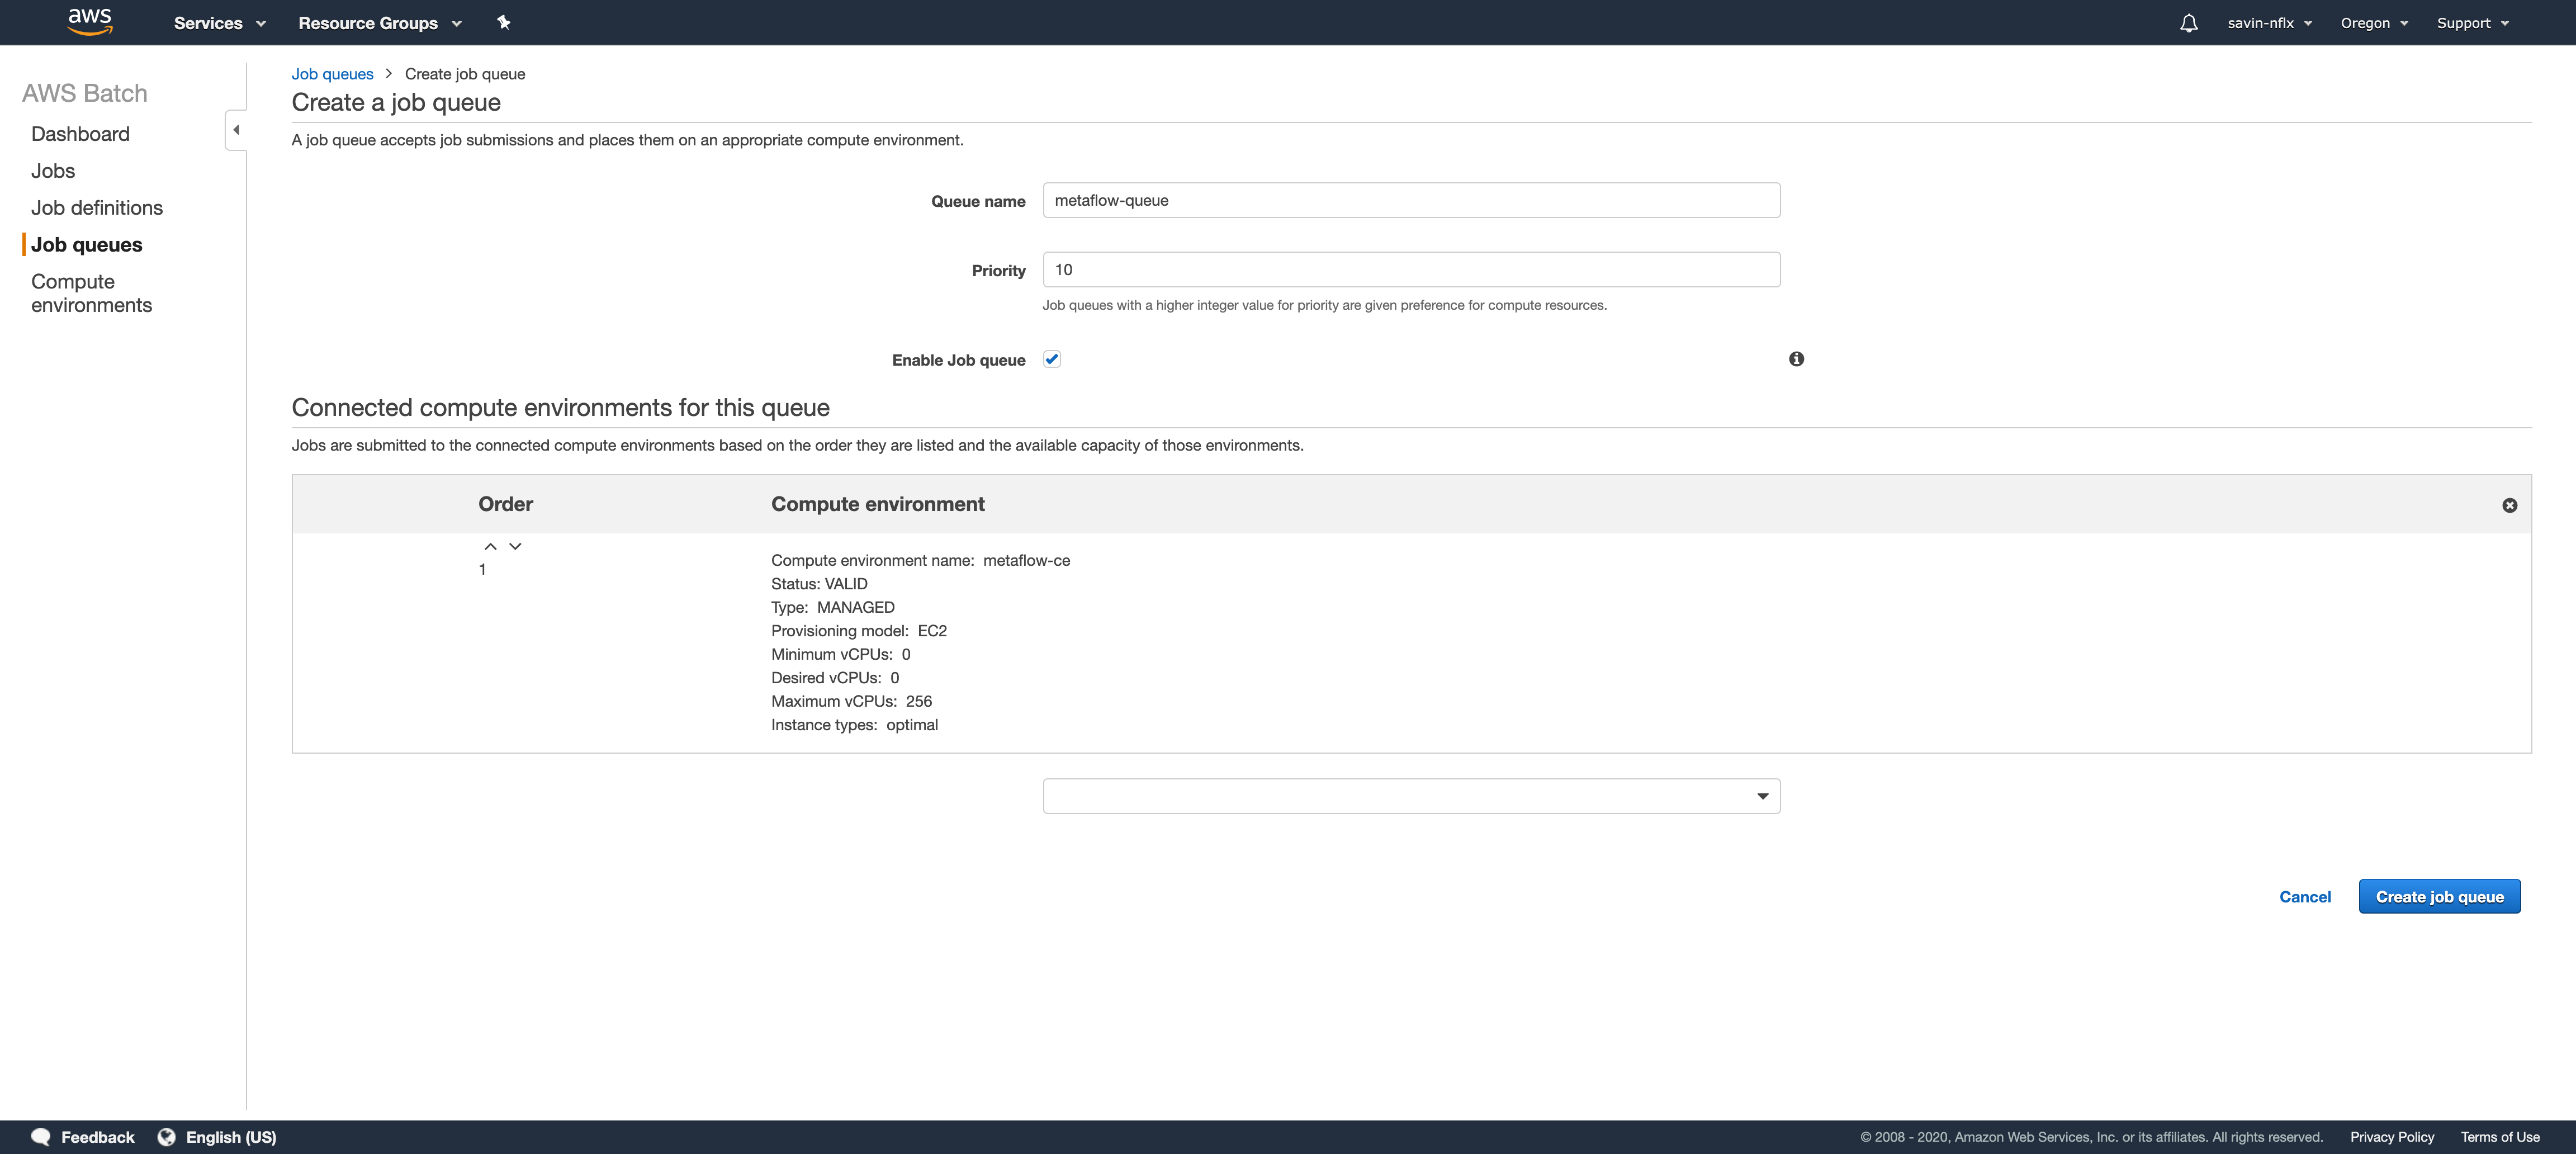 aws
Services
Resource Groups
savin-nflx
Oregon
Support
AWS Batch
Dashboard
Jobs
Job definitions
Job queues
Compute
environments
Job queues > Create job queue
Create a job queue
A job queue accepts job submissions and places them on an appropriate compute environment.
Queue name metaflow-queue
Priority 10
Job queues with a higher integer value for priority are given preference for compute resources.
Enable Job queue
Connected compute environments for this queue
Jobs are submitted to the connected compute environments based on the order they are listed and the available capacity of those environments.
Order Compute environment
1
Compute environment name: metaflow-ce
Status: VALID
Type: MANAGED
Provisioning model: EC2
Minimum vCPUs: 0
Desired vCPUs: 0
Maximum vCPUs: 256
Instance types: optimal
Cancel
Create job queue
Feedback
English (US)
© 2008 - 2020, Amazon Web Services, Inc. or its affiliates. All rights reserved.
Privacy Policy
Terms of Use